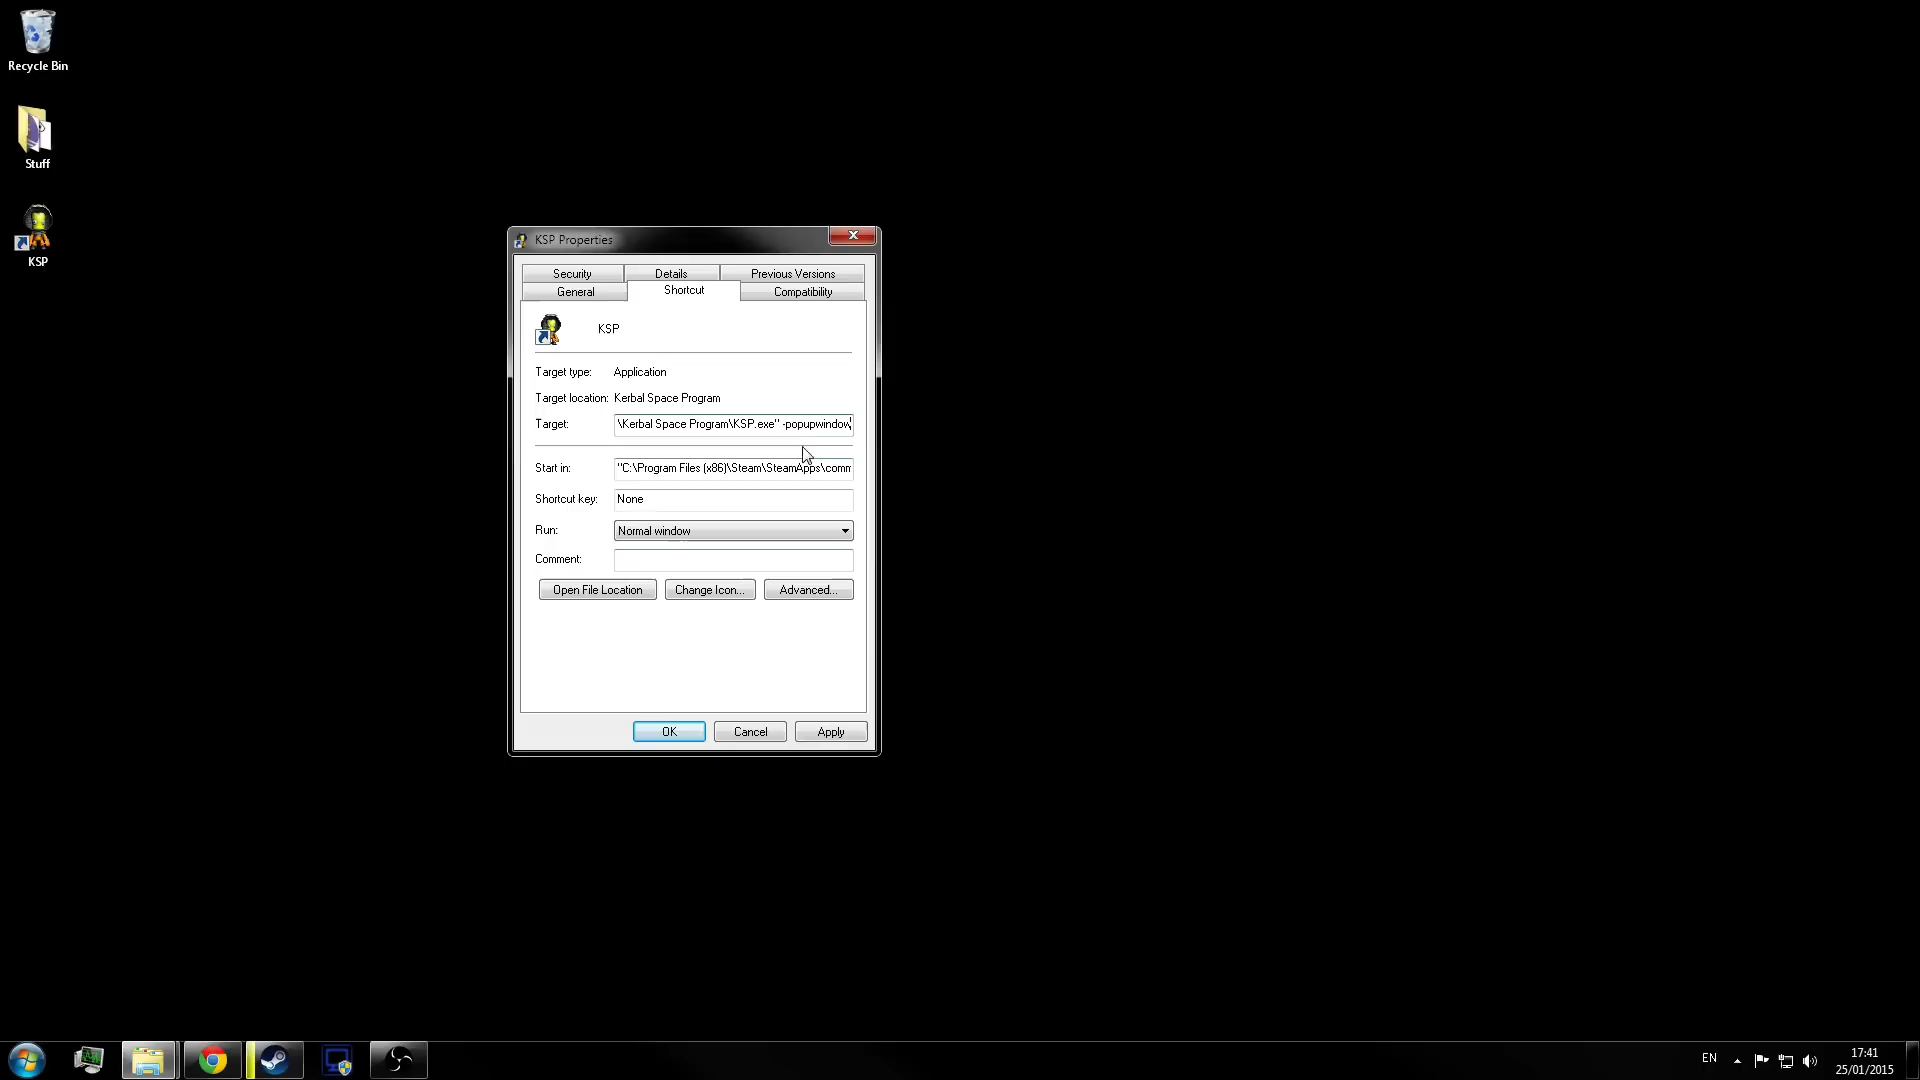 Recycle Bin
Stuff
KSP
KSP Properties
Security Details Previous Versions
General Shortcut Compatibility
KSP
Target type: Application
Target location: Kerbal Space Program
Target: \Kerbal Space Program\KSP.exe" -popupwindow
Start in: "C:\Program Files (x86)\Steam\SteamApps\comm
Shortcut key: None
Run: Normal window
Comment:
Open File Location Change Icon... Advanced...
OK Cancel Apply
EN
17:41
25/01/2015